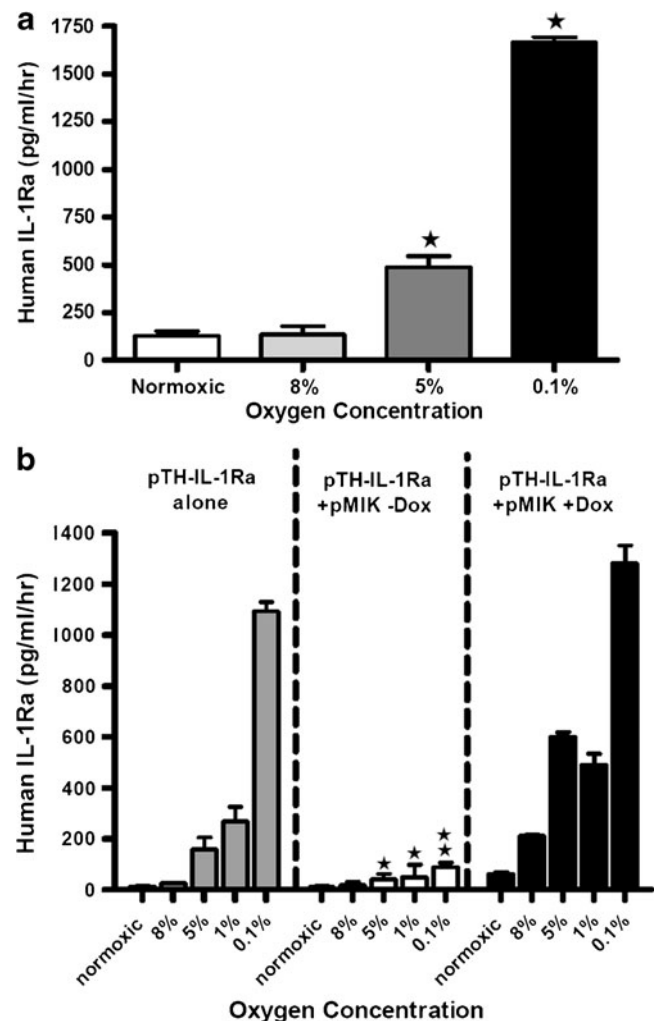 a
Human IL-1Ra (pg/ml/hr)
1750
1500
1250
1000
750
500
250
0
★
★
Normoxic 8% 5% 0.1%
Oxygen Concentration
b
pTH-IL-1Ra
alone
pTH-IL-1Ra
+pMIK -Dox
pTH-IL-1Ra
+pMIK +Dox
Human IL-1Ra (pg/ml/hr)
1400
1200
1000
800
600
400
200
0
★ ★ ★★
normoxic 8% 5% 1% 0.1% normoxic 8% 5% 1% 0.1% normoxic 8% 5% 1% 0.1%
Oxygen Concentration